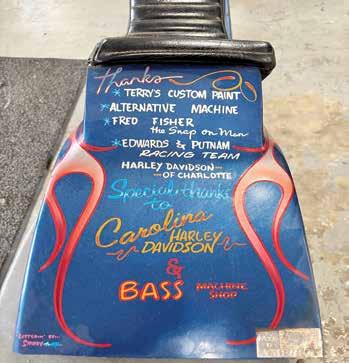 Thanks
*TERRY'S CUSTOM PAINT
*ALTERNATIVE MACHINE
*FRED FISHER
the Snap on Man
*EDWARDS & PUTNAM
RACING TEAM
HARLEY DAVIDSON
OF CHARLOTTE
Special thanks
to
Carolina
HARLEY
DAVIDSON
&
BASS MACHINE
SHOP